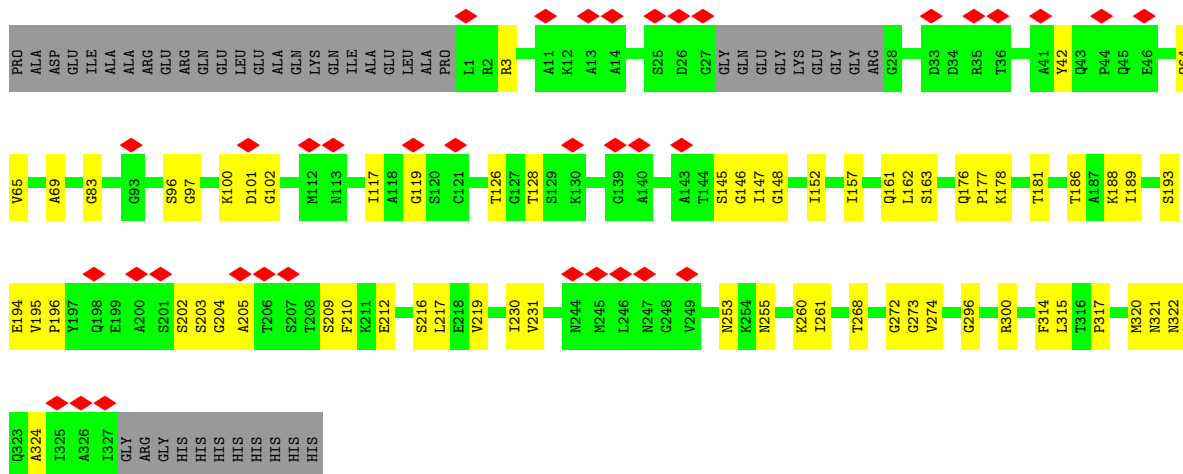 PRO ALA ASP GLU ILE ALA ALA ARG GLU ARG GLN GLU LEU GLU ALA GLN LYS GLN ILE ALA GLU LEU ALA PRO L1 R2 R3 A11 K12 A13 A14 S25 D26 G27 GLY GLN GLU GLY LYS GLU GLY GLY ARG G28 D33 D34 R35 T36 A41 Y42 Q43 P44 Q45 E46
V65 A69 G83 G93 S96 G97 K100 D101 G102 M112 N113 I117 A118 G119 S120 C121 T126 G127 T128 S129 K130 G139 A140 A143 T144 S145 G146 I147 G148 I152 I157 Q161 L162 S163 Q176 P177 K178 T181 T186 A187 K188 I189 S193
E194 V195 P196 Y197 Q198 E199 A200 S201 S202 S203 G204 A205 T206 S207 T208 S209 F210 K211 E212 S216 L217 E218 V219 I230 V231 N244 M245 L246 N247 G248 V249 N253 K254 N255 K260 I261 T268 G272 G273 V274 G296 R300 F314 L315 T316 P317 M320 N321 N322
Q323 A324 I325 A326 I327 GLY ARG GLY HIS HIS HIS HIS HIS HIS HIS HIS